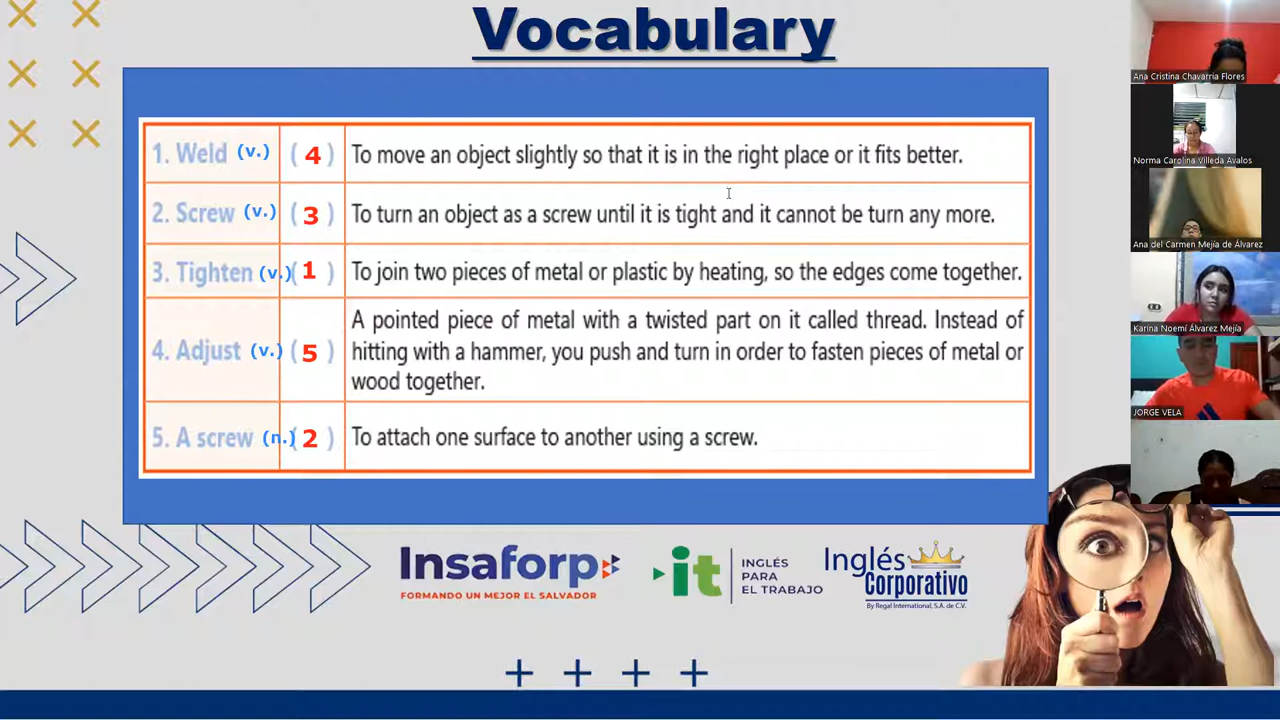 Vocabulary
1. Weld (v.) ( 4 ) To move an object slightly so that it is in the right place or it fits better.
2. Screw (v.) ( 3 ) To turn an object as a screw until it is tight and it cannot be turn any more.
3. Tighten (v.) ( 1 ) To join two pieces of metal or plastic by heating, so the edges come together.
A pointed piece of metal with a twisted part on it called thread. Instead of
4. Adjust (v.) ( 5 ) hitting with a hammer, you push and turn in order to fasten pieces of metal or
wood together.
5. A screw (n.) ( 2 ) To attach one surface to another using a screw.
Insaforp
FORMANDO UN MEJOR EL SALVADOR
it
INGLÉS
PARA
EL TRABAJO
Inglés
Corporativo
By Regal International, S.A. de C.V.
Ana Cristina Chavarria Flores
Norma Carolina Villeda Avalos
Ana del Carmen Mejía de Álvarez
Karina Noemí Álvarez Mejía
JORGE VELA